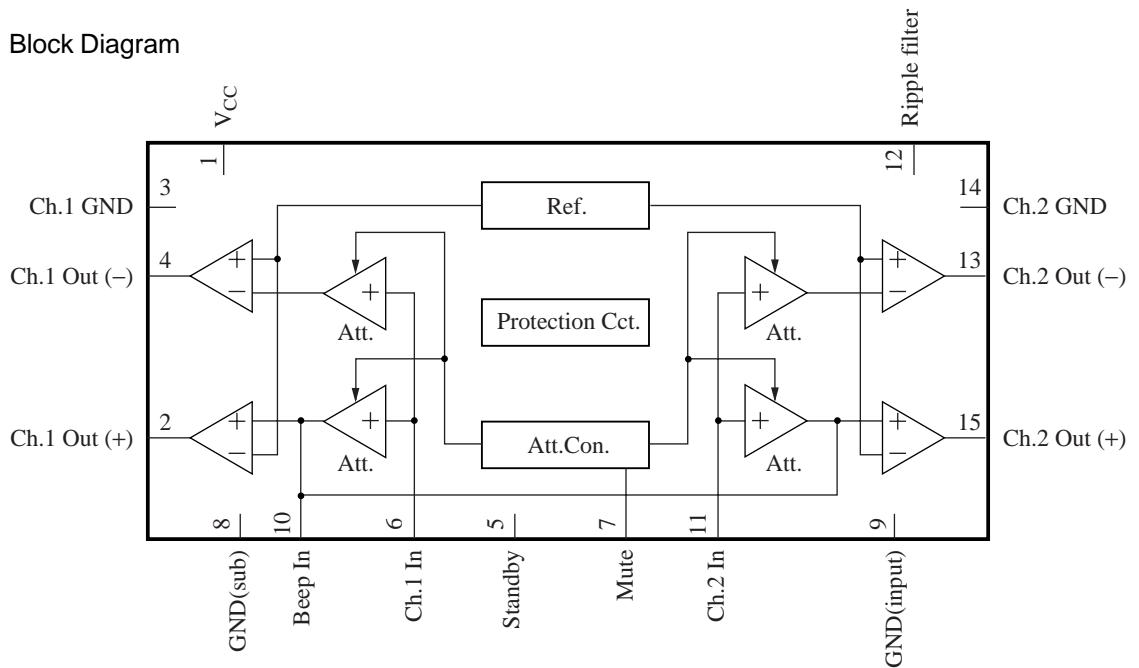 Block Diagram
V_CC
Ripple filter
1
12
3
14
Ch.1 GND
Ref.
Ch.2 GND
4
+
+
+
+
13
Ch.1 Out (−)
−
−
Ch.2 Out (−)
Att.
Protection Cct.
Att.
2
+
+
+
+
15
Ch.1 Out (+)
−
Att.
Att.Con.
Att.
−
Ch.2 Out (+)
8
10
6
5
7
11
9
GND(sub)
Beep In
Ch.1 In
Standby
Mute
Ch.2 In
GND(input)